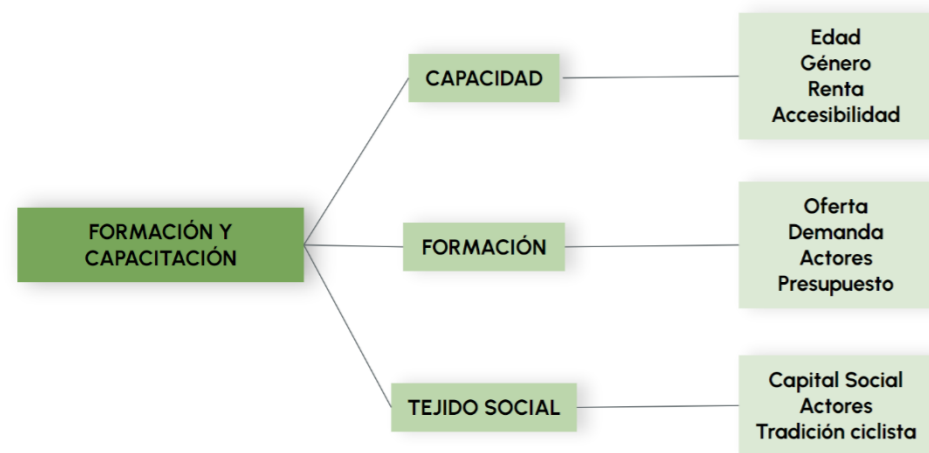 FORMACIÓN Y
CAPACITACIÓN
CAPACIDAD
Edad
Género
Renta
Accesibilidad
FORMACIÓN
Oferta
Demanda
Actores
Presupuesto
TEJIDO SOCIAL
Capital Social
Actores
Tradición ciclista